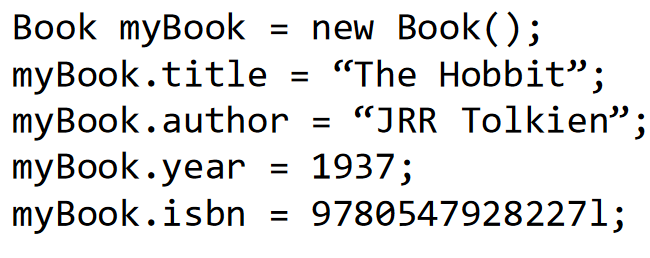 Book myBook = new Book();
myBook.title = “The Hobbit”;
myBook.author = “JRR Tolkien”;
myBook.year = 1937;
myBook.isbn = 9780547928227l;